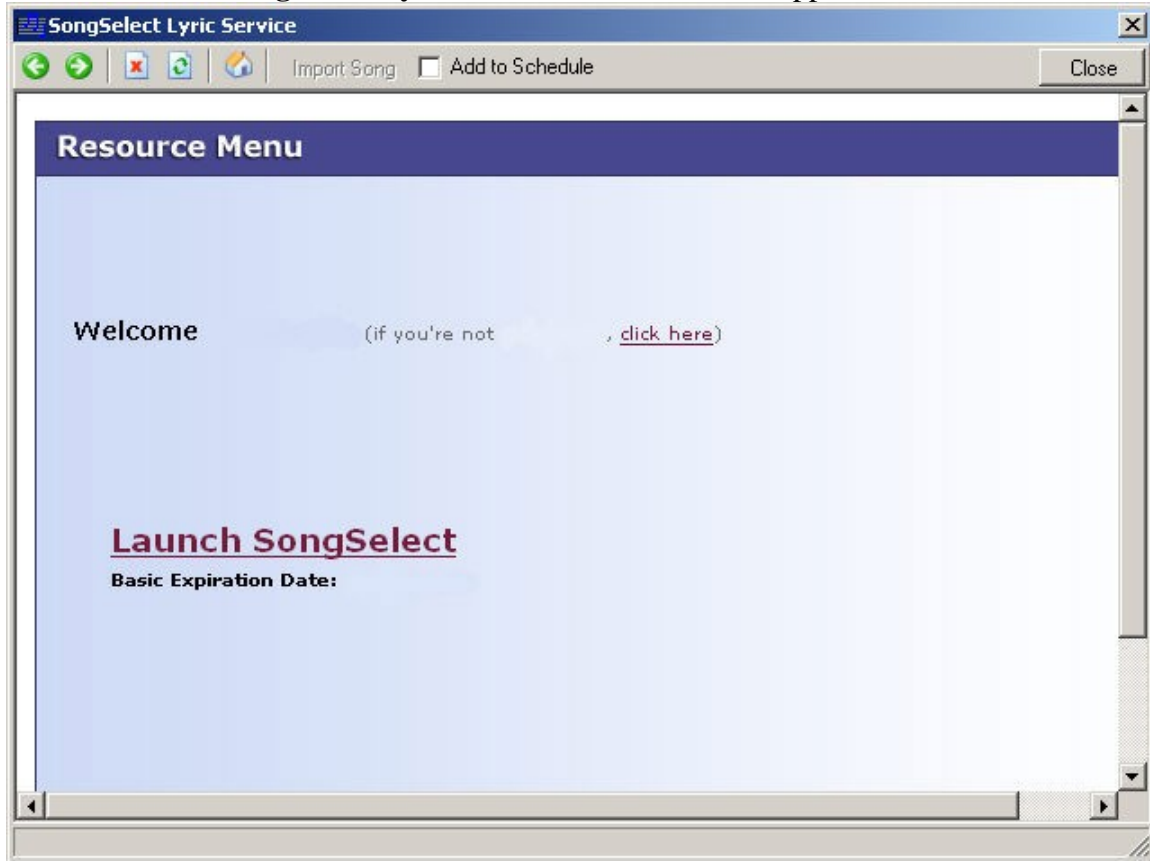 SongSelect Lyric Service
Import Song Add to Schedule Close
Resource Menu
Welcome (if you're not , click here)
Launch SongSelect
Basic Expiration Date: